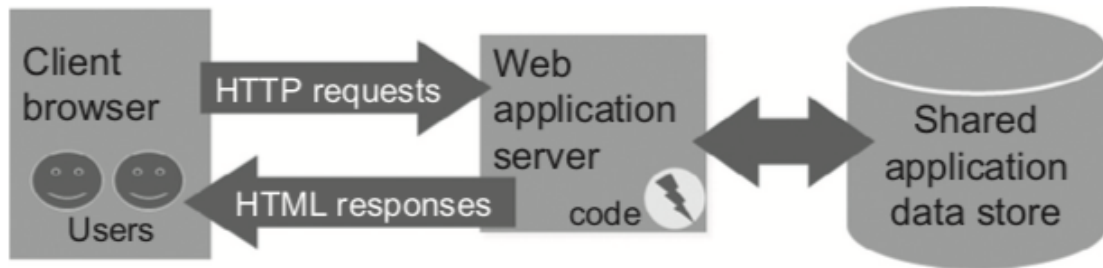 Client
browser
Users
HTTP requests
HTML responses
Web
application
server
code
Shared
application
data store